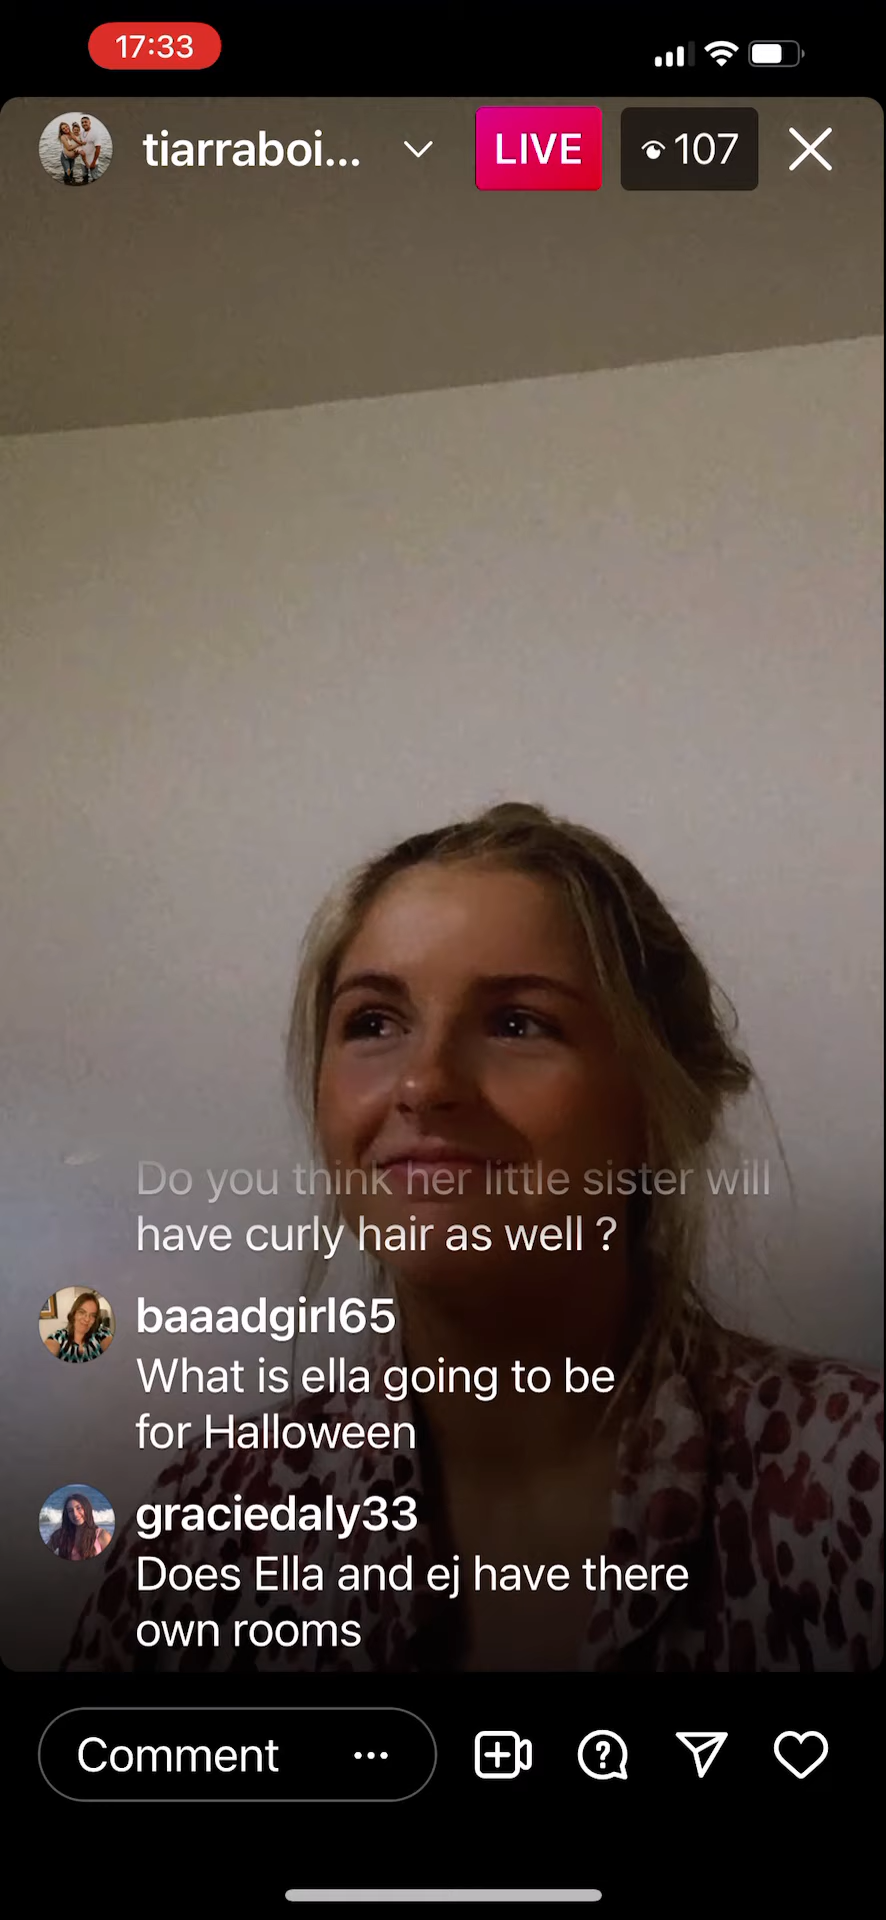 17:33
tiarraboi...
LIVE
107
Do you think her little sister will
have curly hair as well ?
baaadgirl65
What is ella going to be
for Halloween
graciedaly33
Does Ella and ej have there
own rooms
Comment